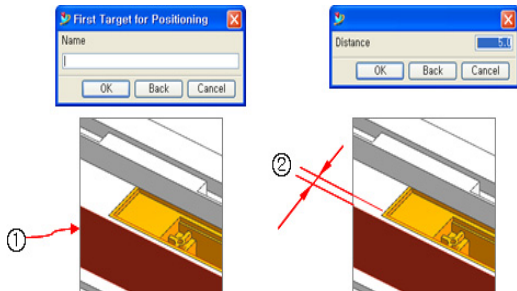 First Target for Positioning
Name
OK Back Cancel
Distance 5.0
OK Back Cancel
①
②